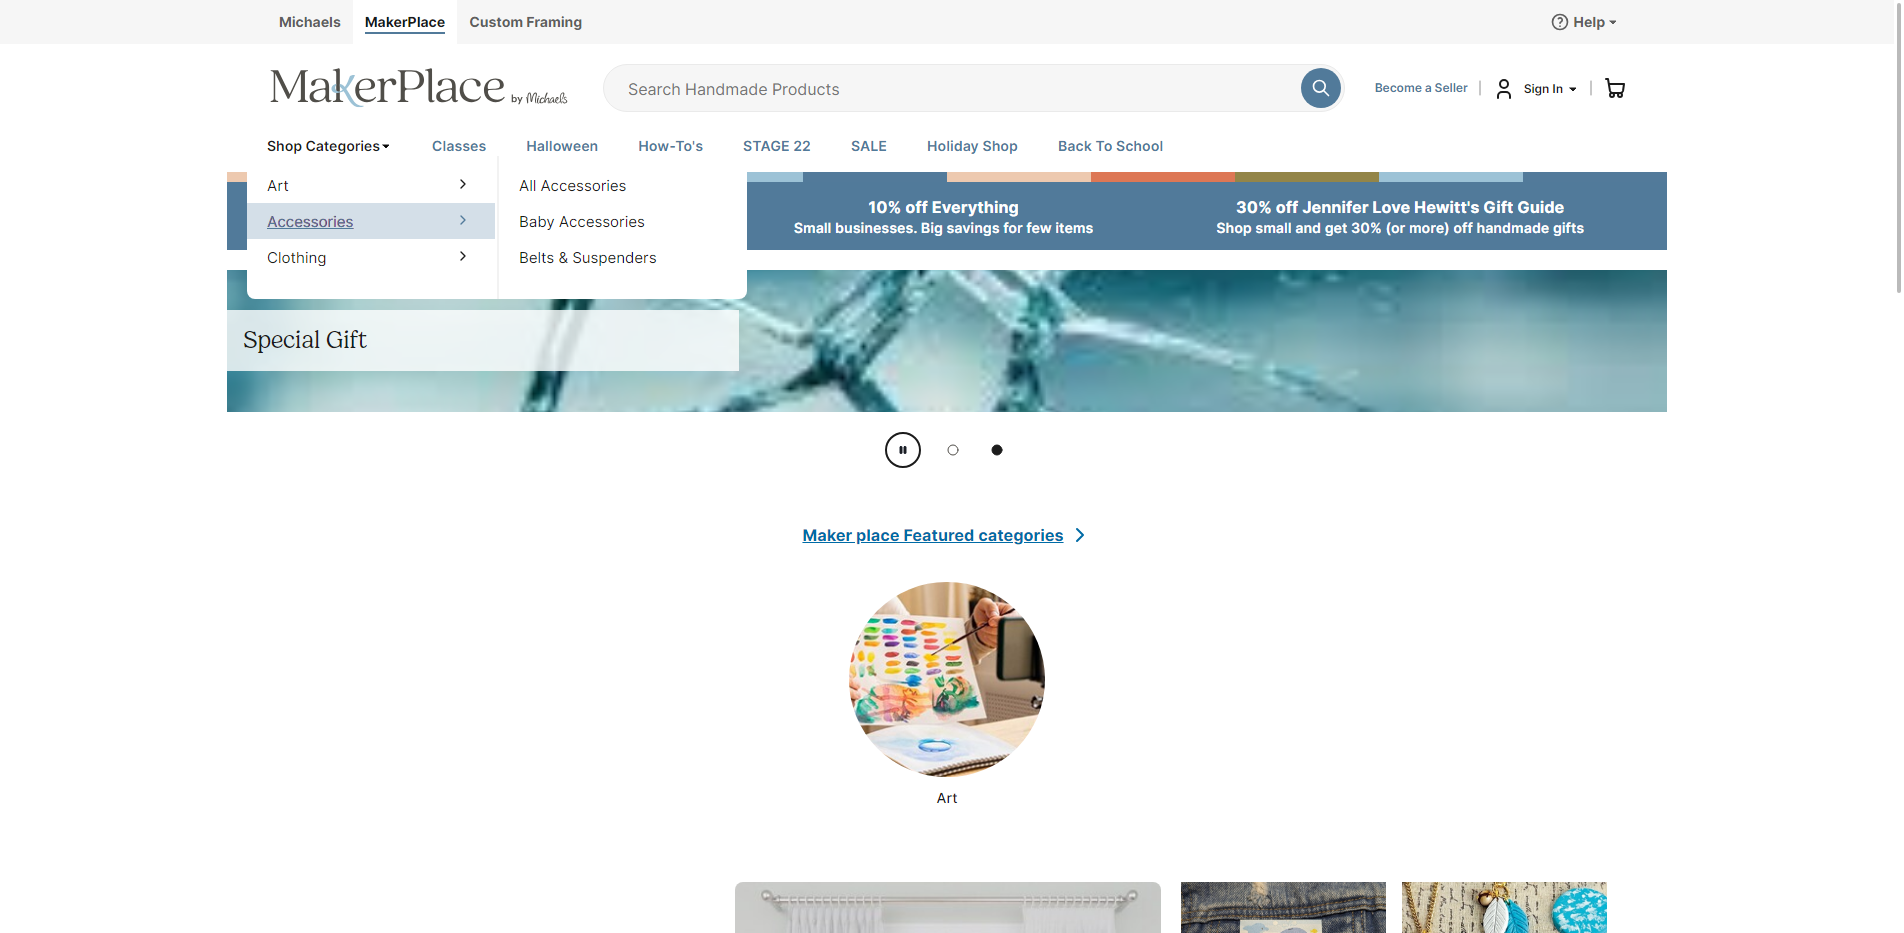 Michaels
MakerPlace
Custom Framing
Help
MakerPlace by Michaels
Search Handmade Products
Become a Seller
Sign In
Shop Categories
Classes
Halloween
How-To's
STAGE 22
SALE
Holiday Shop
Back To School
Art
Accessories
Clothing
All Accessories
Baby Accessories
Belts & Suspenders
10% off Everything
Small businesses. Big savings for few items
30% off Jennifer Love Hewitt's Gift Guide
Shop small and get 30% (or more) off handmade gifts
Special Gift
Maker place Featured categories
Art